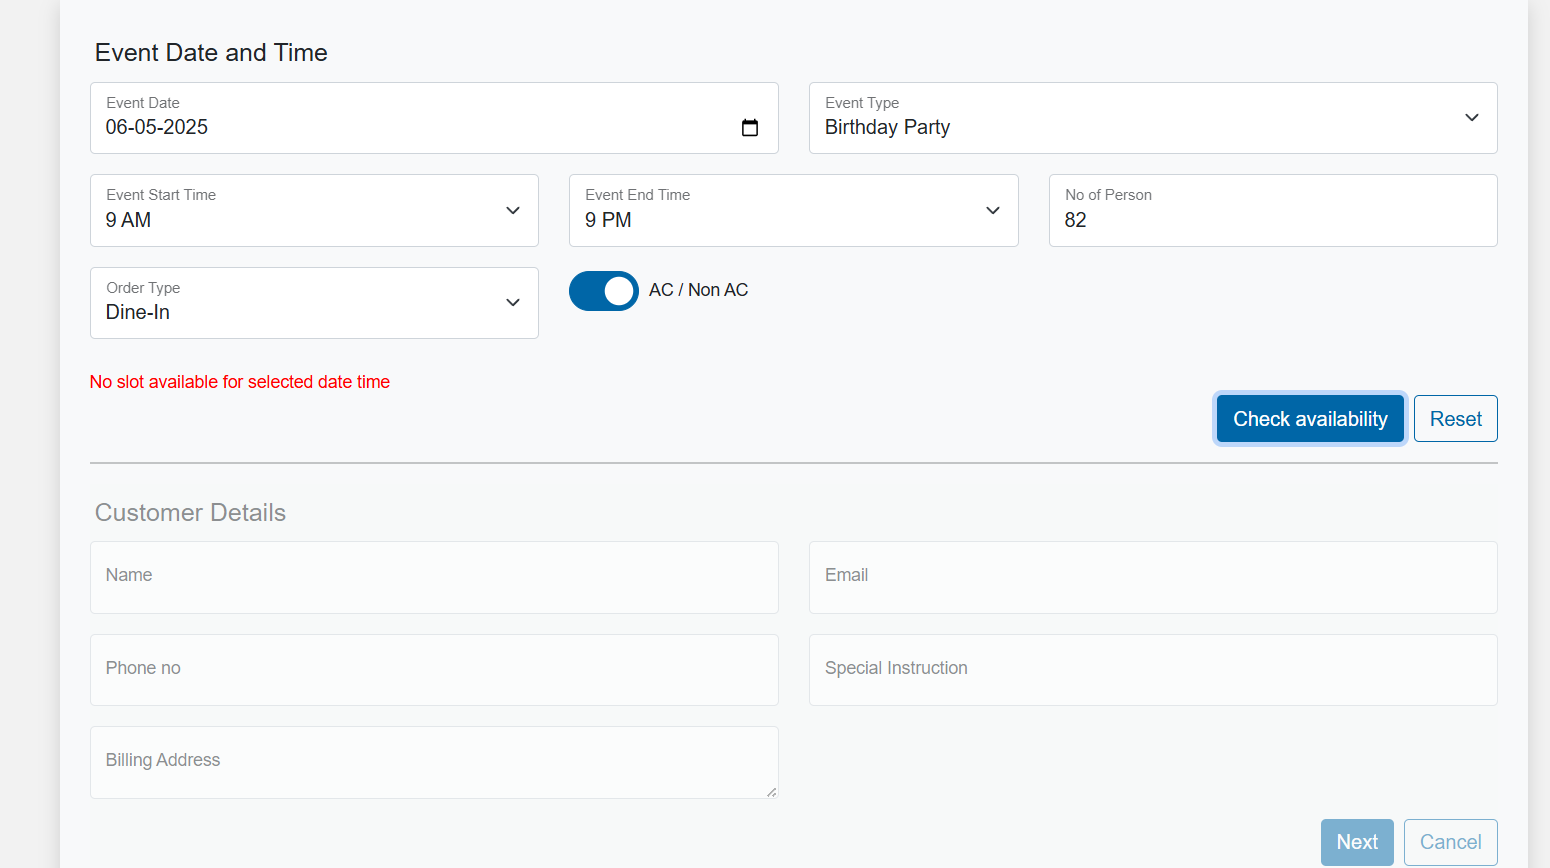 Event Date and Time
Event Date
06-05-2025
Event Type
Birthday Party
Event Start Time
9 AM
Event End Time
9 PM
No of Person
82
Order Type
Dine-In
AC / Non AC
No slot available for selected date time
Check availability
Reset
Customer Details
Name
Email
Phone no
Special Instruction
Billing Address
Next
Cancel